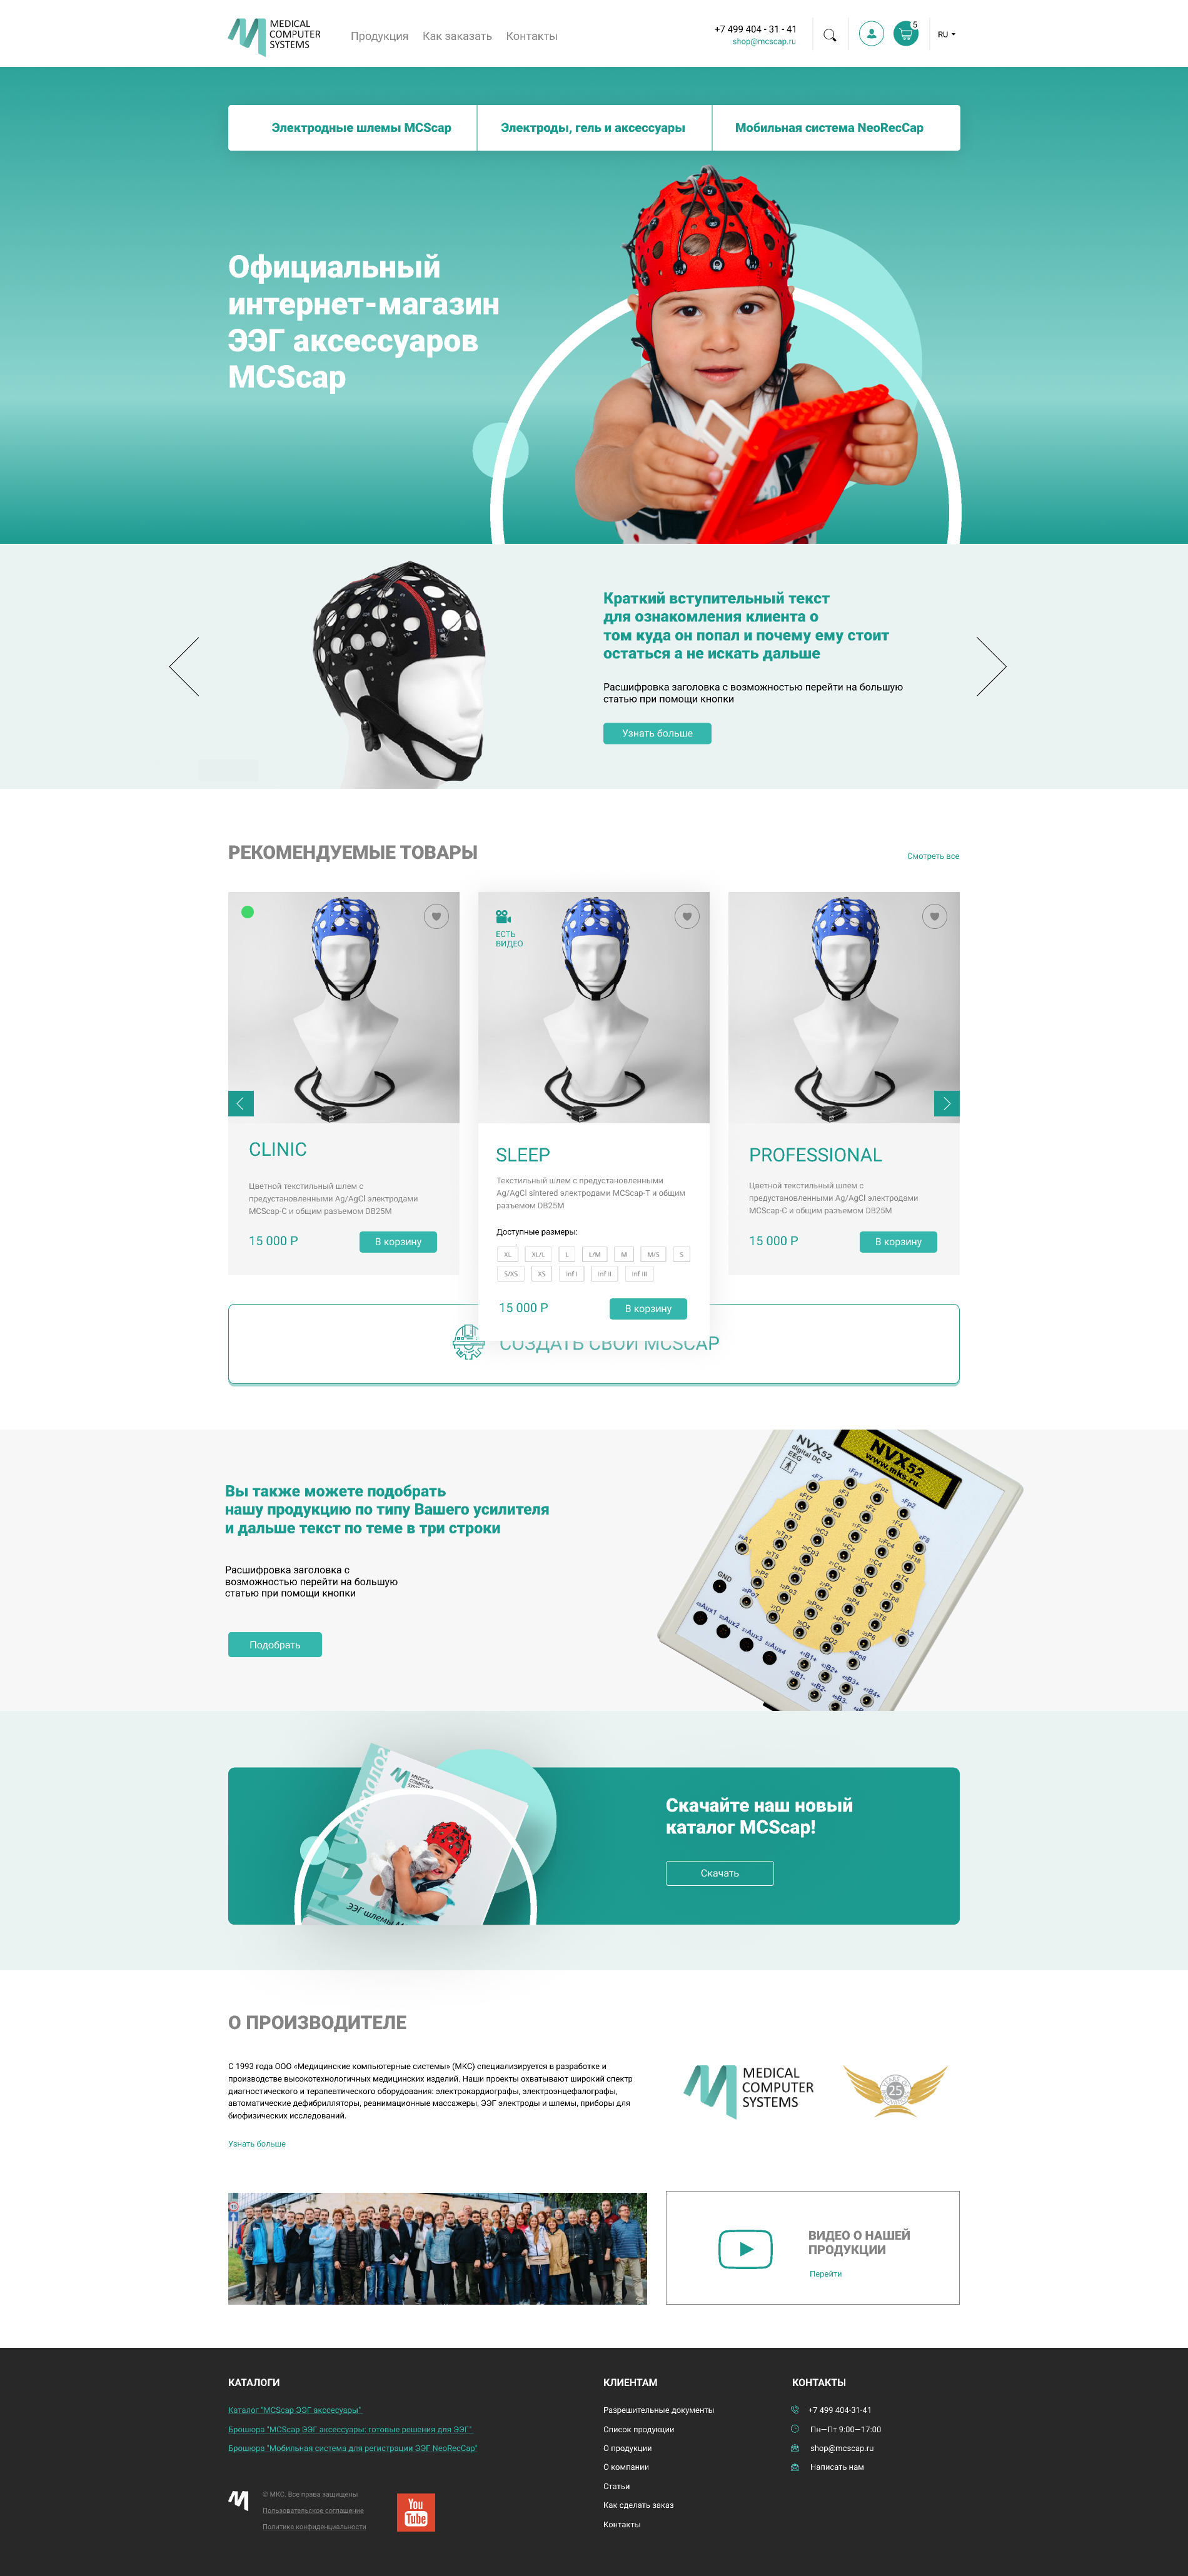 MEDICAL
COMPUTER
SYSTEMS
Продукция Как заказать Контакты
+7 499 404 - 31 - 41
shop@mcscap.ru
5
RU
Электродные шлемы MCScap
Электроды, гель и аксессуары
Мобильная система NeoRecCap
Официальный
интернет-магазин
ЭЭГ аксессуаров
MCScap
Краткий вступительный текст
для ознакомления клиента о
том куда он попал и почему ему стоит
остаться а не искать дальше
Расшифровка заголовка с возможностью перейти на большую
статью при помощи кнопки
Узнать больше
РЕКОМЕНДУЕМЫЕ ТОВАРЫ
Смотреть все
CLINIC
Цветной текстильный шлем с
предустановленными Ag/AgCl электродами
MCScap-C и общим разъемом DB25M
15 000 Р
В корзину
ЕСТЬ
ВИДЕО
SLEEP
Текстильный шлем с предустановленными
Ag/AgCl sintered электродами MCScap-T и общим
разъемом DB25M
Доступные размеры:
XL XL/L L L/M M M/S S
S/XS XS Inf I Inf II Inf III
15 000 Р
В корзину
PROFESSIONAL
Цветной текстильный шлем с
предустановленными Ag/AgCl электродами
MCScap-C и общим разъемом DB25M
15 000 Р
В корзину
СОЗДАТЬ СВОЙ MCSCAP
Вы также можете подобрать
нашу продукцию по типу Вашего усилителя
и дальше текст по теме в три строки
Расшифровка заголовка с
возможностью перейти на большую
статью при помощи кнопки
Подобрать
NVX52
digital DC
EEG
NVX52
www.mks.ru
GND
Каталог
MEDICAL
COMPUTER
ЭЭГ шлемы M
Скачайте наш новый
каталог MCScap!
Скачать
О ПРОИЗВОДИТЕЛЕ
С 1993 года ООО «Медицинские компьютерные системы» (МКС) специализируется в разработке и
производстве высокотехнологичных медицинских изделий. Наши проекты охватывают широкий спектр
диагностического и терапевтического оборудования: электрокардиографы, электроэнцефалографы,
автоматические дефибрилляторы, реанимационные массажеры, ЭЭГ электроды и шлемы, приборы для
биофизических исследований.
Узнать больше
MEDICAL
COMPUTER
SYSTEMS
25
ВИДЕО О НАШЕЙ
ПРОДУКЦИИ
Перейти
КАТАЛОГИ
Каталог "MCScap ЭЭГ акссесуары"
Брошюра "MCScap ЭЭГ аксессуары: готовые решения для ЭЭГ"
Брошюра "Мобильная система для регистрации ЭЭГ NeoRecCap"
© МКС. Все права защищены
Пользовательское соглашение
Политика конфиденциальности
You
Tube
КЛИЕНТАМ
Разрешительные документы
Список продукции
О продукции
О компании
Статьи
Как сделать заказ
Контакты
КОНТАКТЫ
+7 499 404-31-41
Пн—Пт 9:00—17:00
shop@mcscap.ru
Написать нам